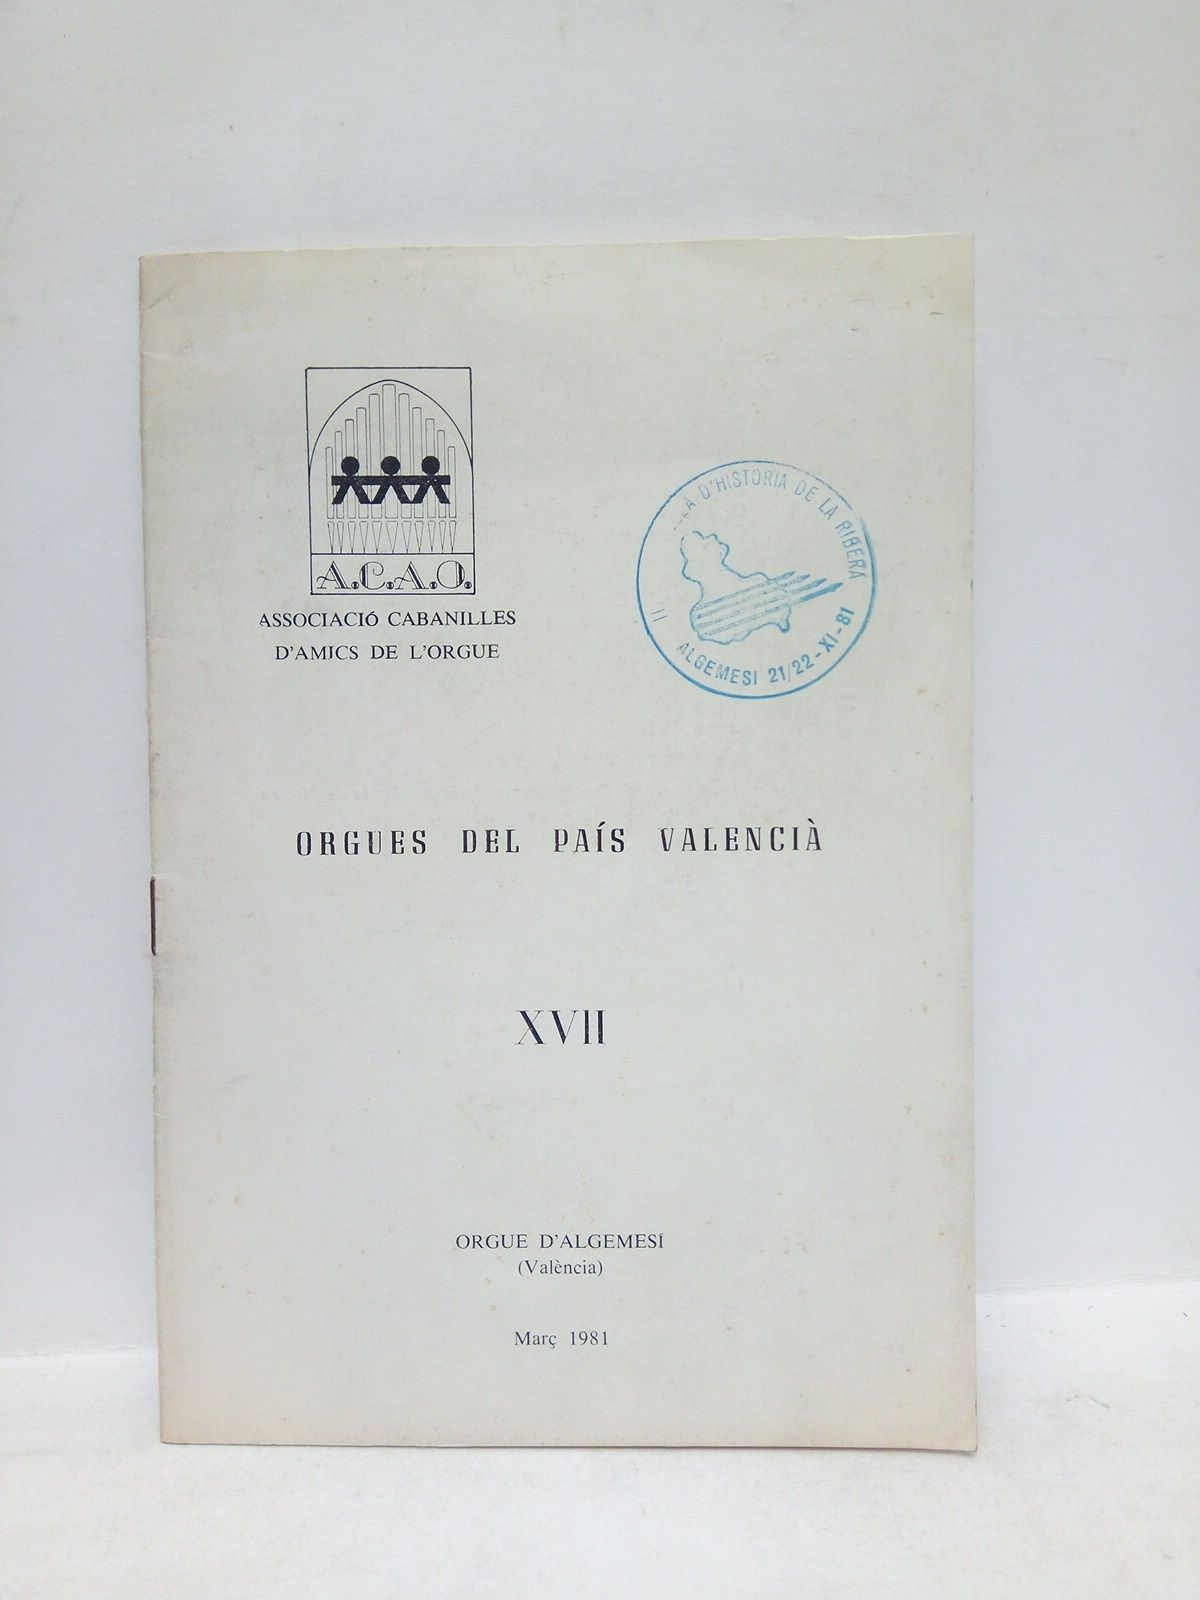 A.C.A.O.
ASSOCIACIÓ CABANILLES
D'AMICS DE L'ORGUE
II D'HISTORIA DE LA RIBERA
ALGEMESI 21/22-XI-81
ORGUES DEL PAÍS VALENCIÀ
XVII
ORGUE D'ALGEMESÍ
(València)
Març 1981